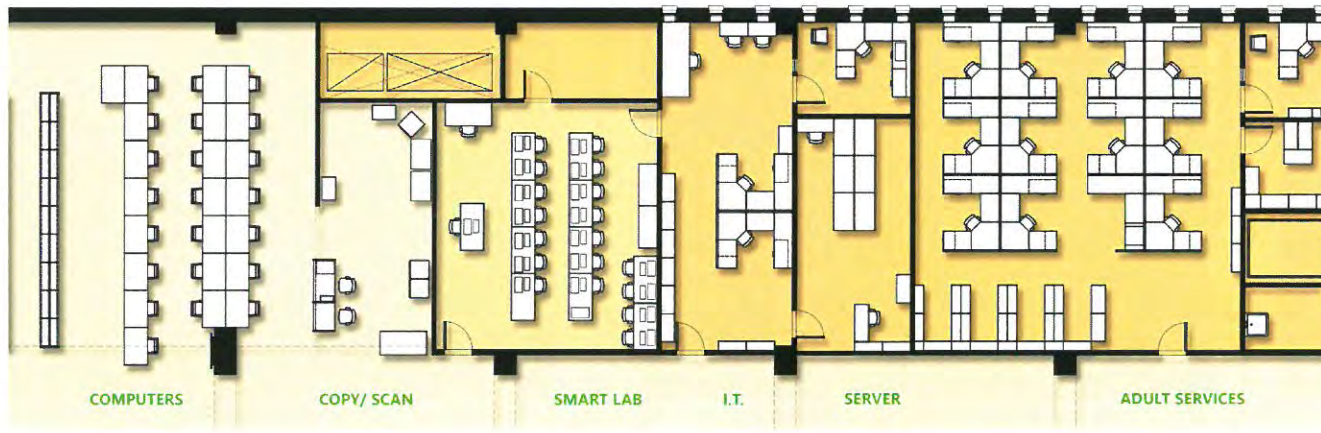 COMPUTERS
COPY/ SCAN
SMART LAB
I.T.
SERVER
ADULT SERVICES